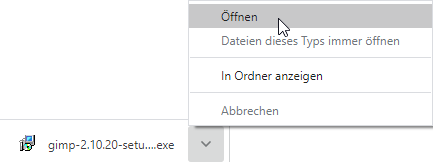 Öffnen
Dateien dieses Typs immer öffnen
In Ordner anzeigen
Abbrechen
gimp-2.10.20-setu....exe